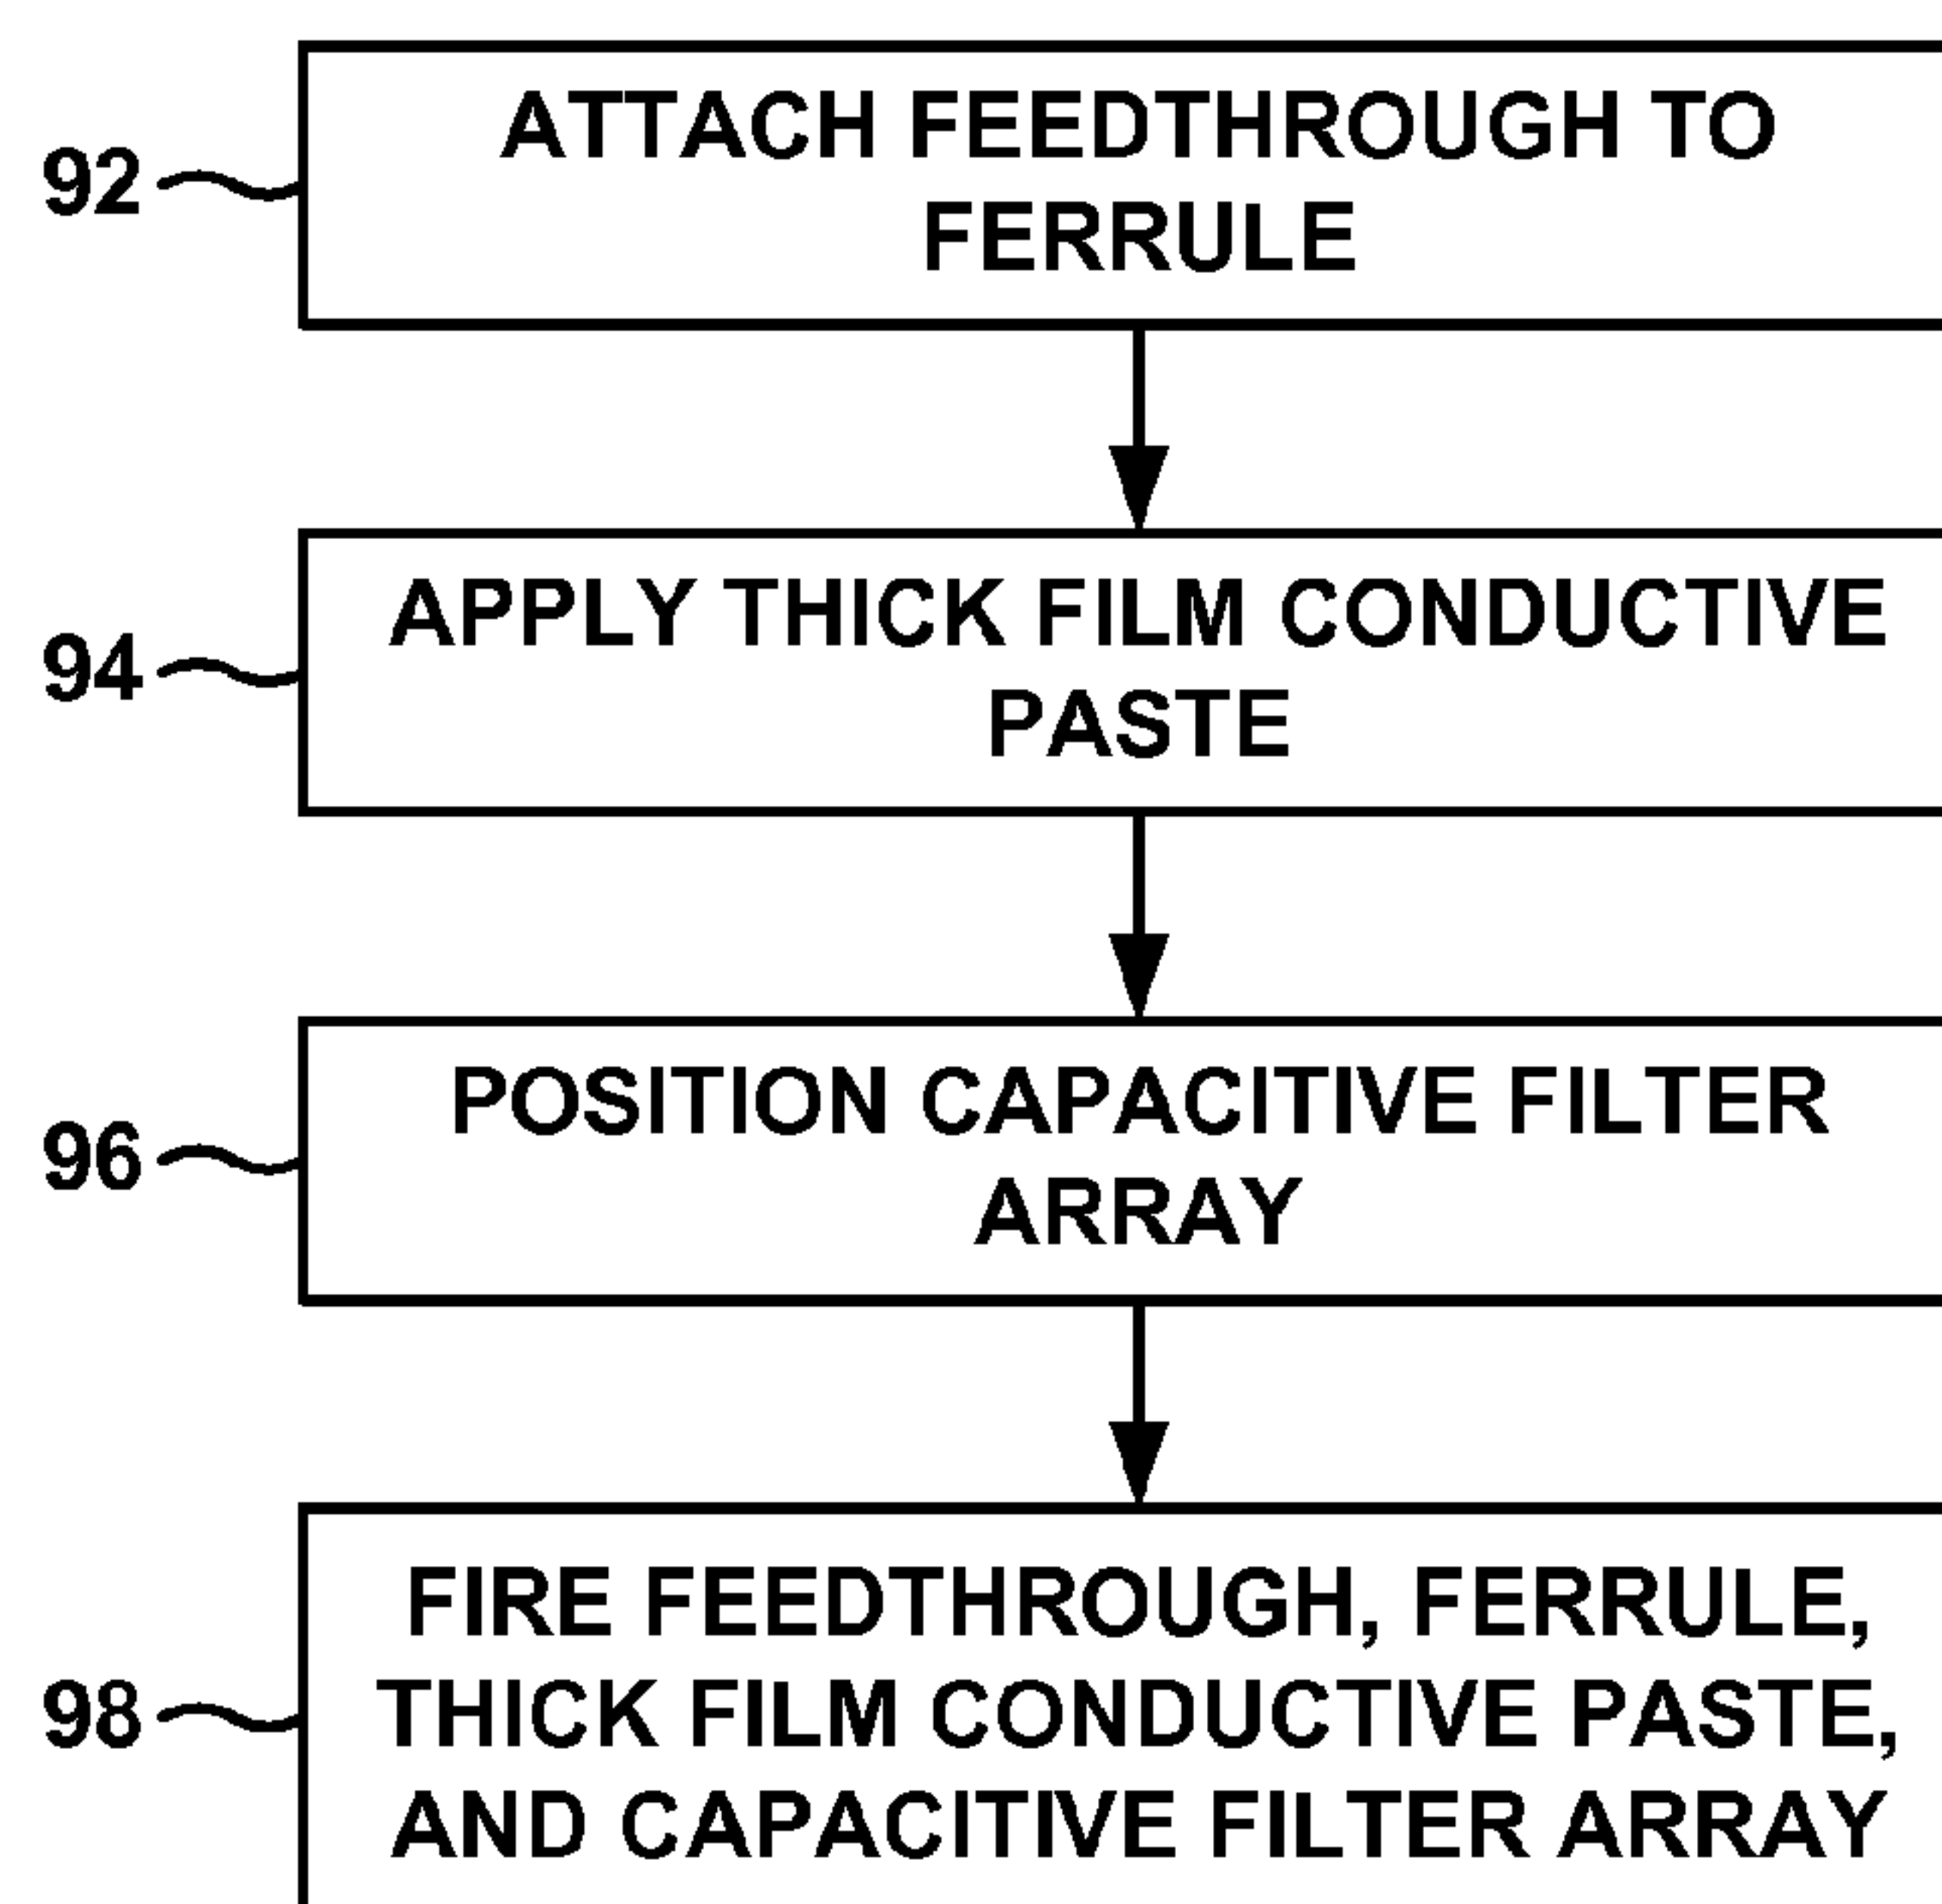 92
ATTACH FEEDTHROUGH TO
FERRULE
94
APPLY THICK FILM CONDUCTIVE
PASTE
96
POSITION CAPACITIVE FILTER
ARRAY
98
FIRE FEEDTHROUGH, FERRULE,
THICK FILM CONDUCTIVE PASTE,
AND CAPACITIVE FILTER ARRAY